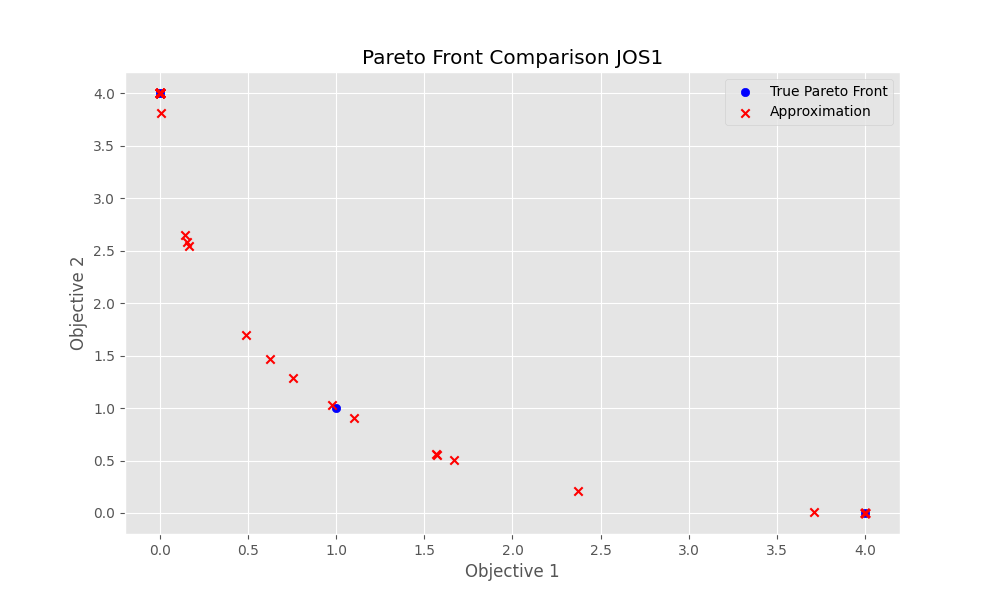 Pareto Front Comparison JOS1
True Pareto Front
Approximation
Objective 2
4.0
3.5
3.0
2.5
2.0
1.5
1.0
0.5
0.0
0.0 0.5 1.0 1.5 2.0 2.5 3.0 3.5 4.0
Objective 1